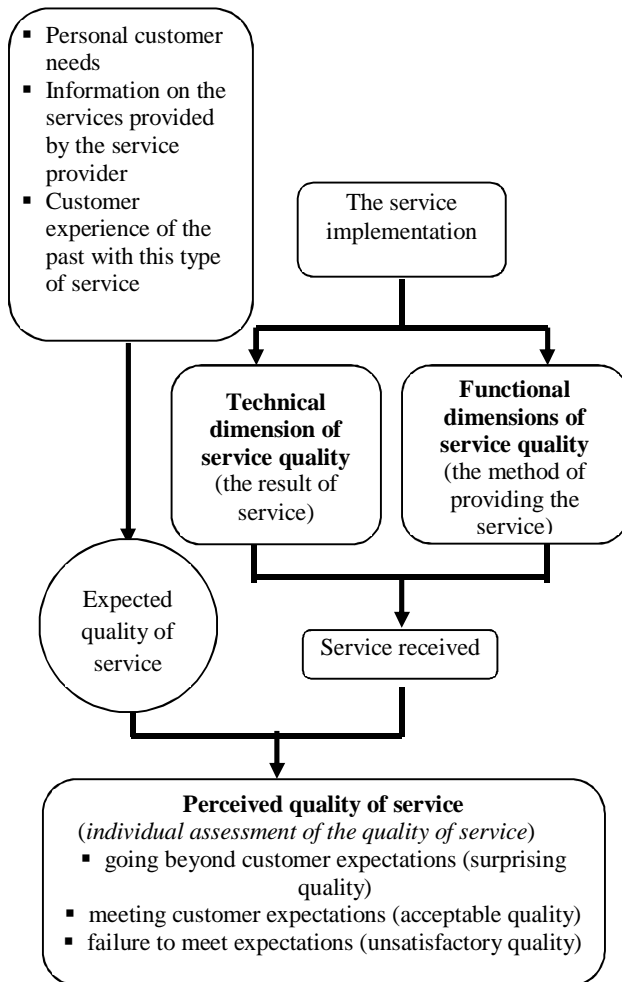 ▪ Personal customer
needs
▪ Information on the
services provided
by the service
provider
▪ Customer
experience of the
past with this type
of service
The service
implementation
Technical
dimension of
service quality
(the result of
service)
Functional
dimensions of
service quality
(the method of
providing the
service)
Expected
quality of
service
Service received
Perceived quality of service
(individual assessment of the quality of service)
▪ going beyond customer expectations (surprising
quality)
▪ meeting customer expectations (acceptable quality)
▪ failure to meet expectations (unsatisfactory quality)